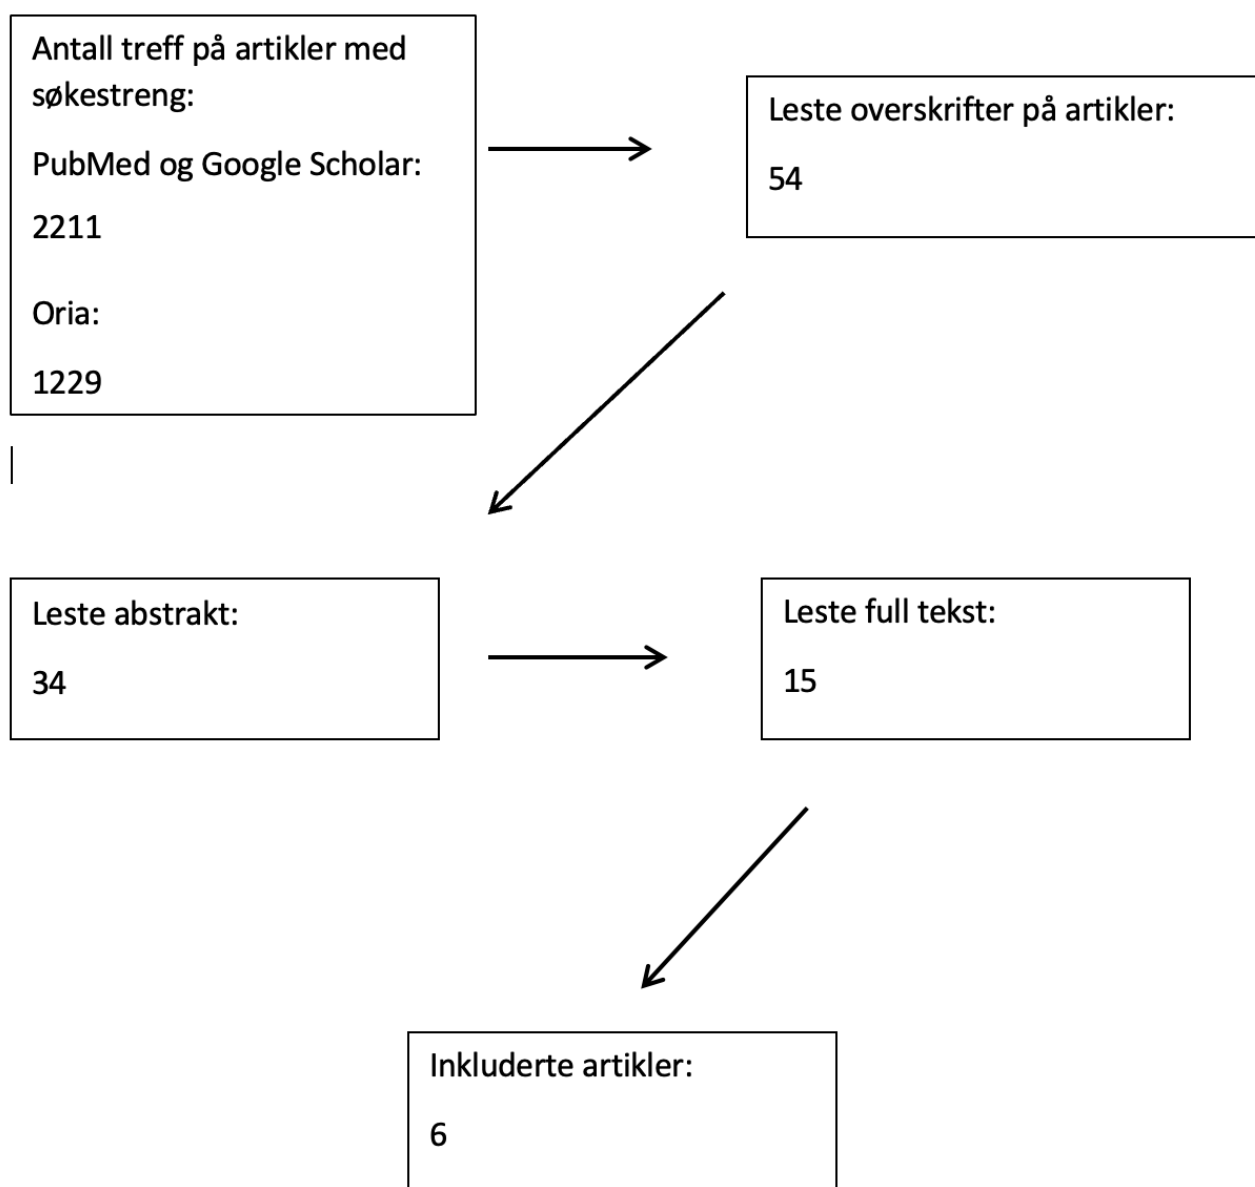 Antall treff på artikler med
søkestreng:
PubMed og Google Scholar:
2211
Oria:
1229
Leste overskrifter på artikler:
54
Leste abstrakt:
34
Leste full tekst:
15
Inkluderte artikler:
6